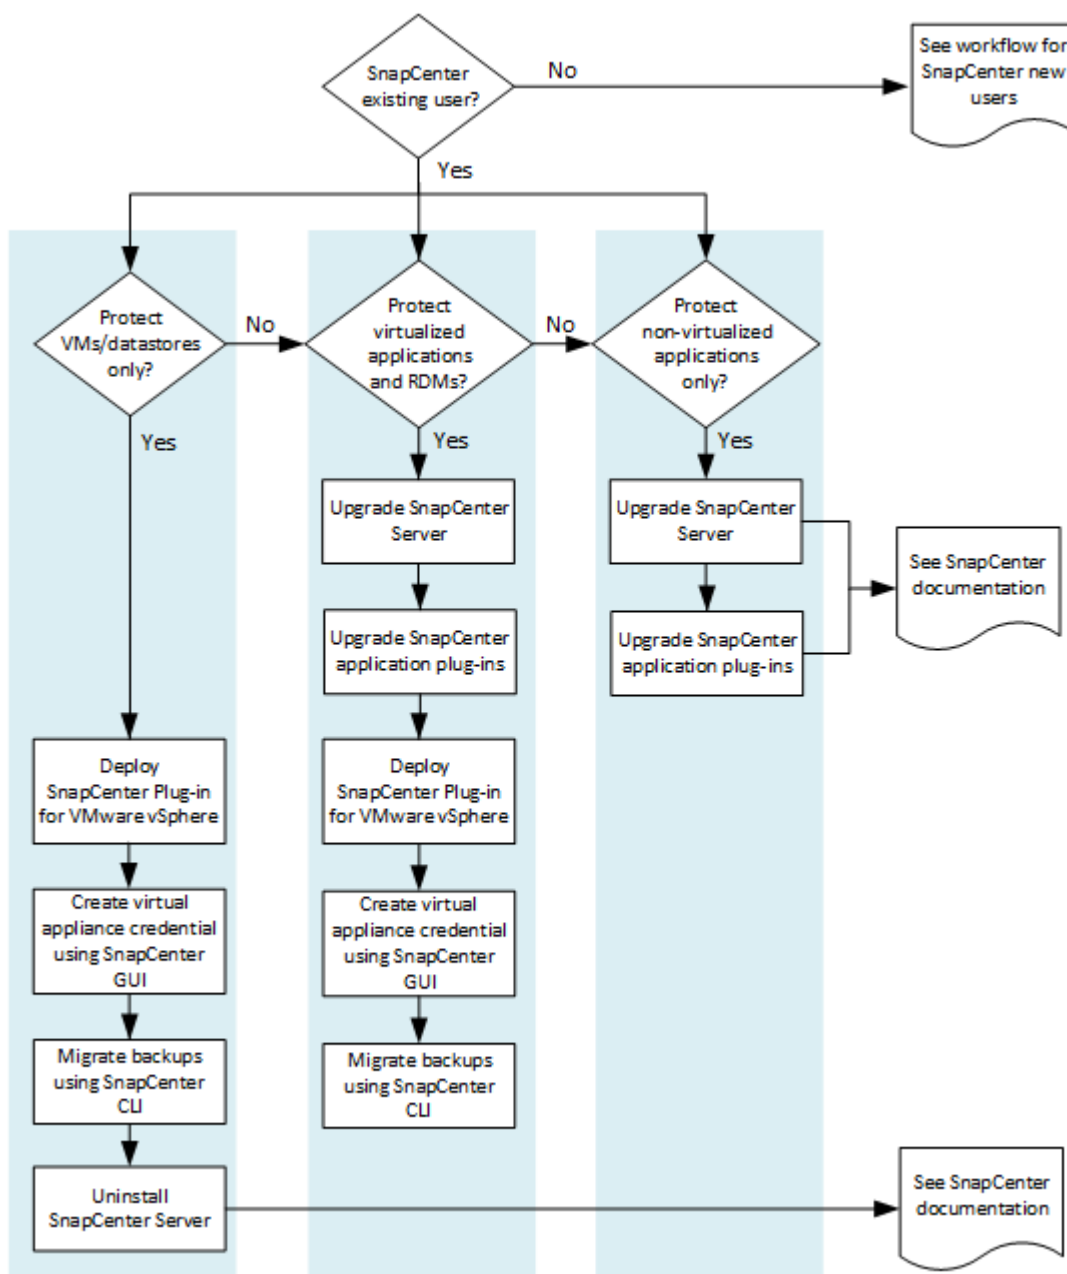 SnapCenter
existing user?
No
See workflow for
SnapCenter new
users
Yes
Protect
VMs/datastores
only?
No
Protect
virtualized
applications
and RDMs?
No
Protect
non-virtualized
applications
only?
Yes
Yes
Yes
Upgrade SnapCenter
Server
Upgrade SnapCenter
Server
See SnapCenter
documentation
Upgrade SnapCenter
application plug-ins
Upgrade SnapCenter
application plug-ins
Deploy
SnapCenter Plug-in
for VMware vSphere
Deploy
SnapCenter Plug-in
for VMware vSphere
Create virtual
appliance credential
using SnapCenter
GUI
Create virtual
appliance credential
using SnapCenter
GUI
Migrate backups
using SnapCenter
CLI
Migrate backups
using SnapCenter
CLI
Uninstall
SnapCenter Server
See SnapCenter
documentation